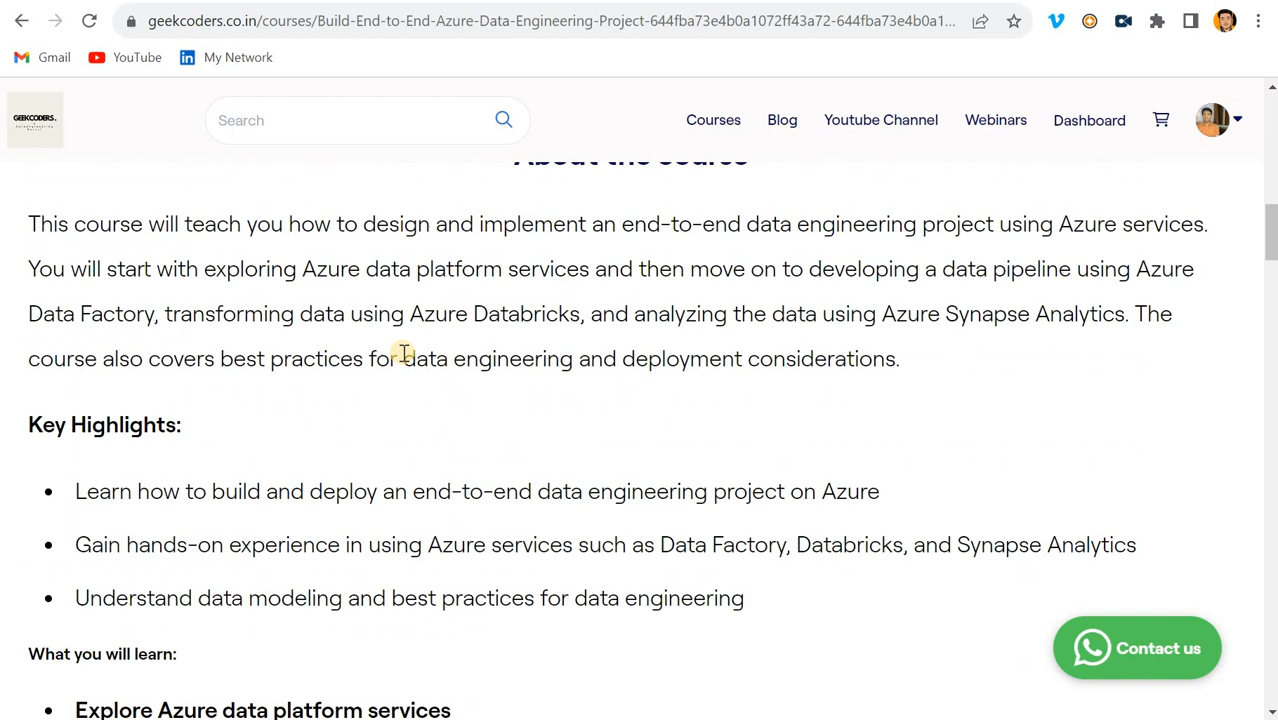 geekcoders.co.in/courses/Build-End-to-End-Azure-Data-Engineering-Project-644fba73e4b0a1072ff43a72-644fba73e4b0a1...
Gmail YouTube My Network
GEEKCODERS.
Search
Courses Blog Youtube Channel Webinars Dashboard
About the course
This course will teach you how to design and implement an end-to-end data engineering project using Azure services.
You will start with exploring Azure data platform services and then move on to developing a data pipeline using Azure
Data Factory, transforming data using Azure Databricks, and analyzing the data using Azure Synapse Analytics. The
course also covers best practices for data engineering and deployment considerations.
Key Highlights:
• Learn how to build and deploy an end-to-end data engineering project on Azure
• Gain hands-on experience in using Azure services such as Data Factory, Databricks, and Synapse Analytics
• Understand data modeling and best practices for data engineering
Contact us
What you will learn:
• Explore Azure data platform services